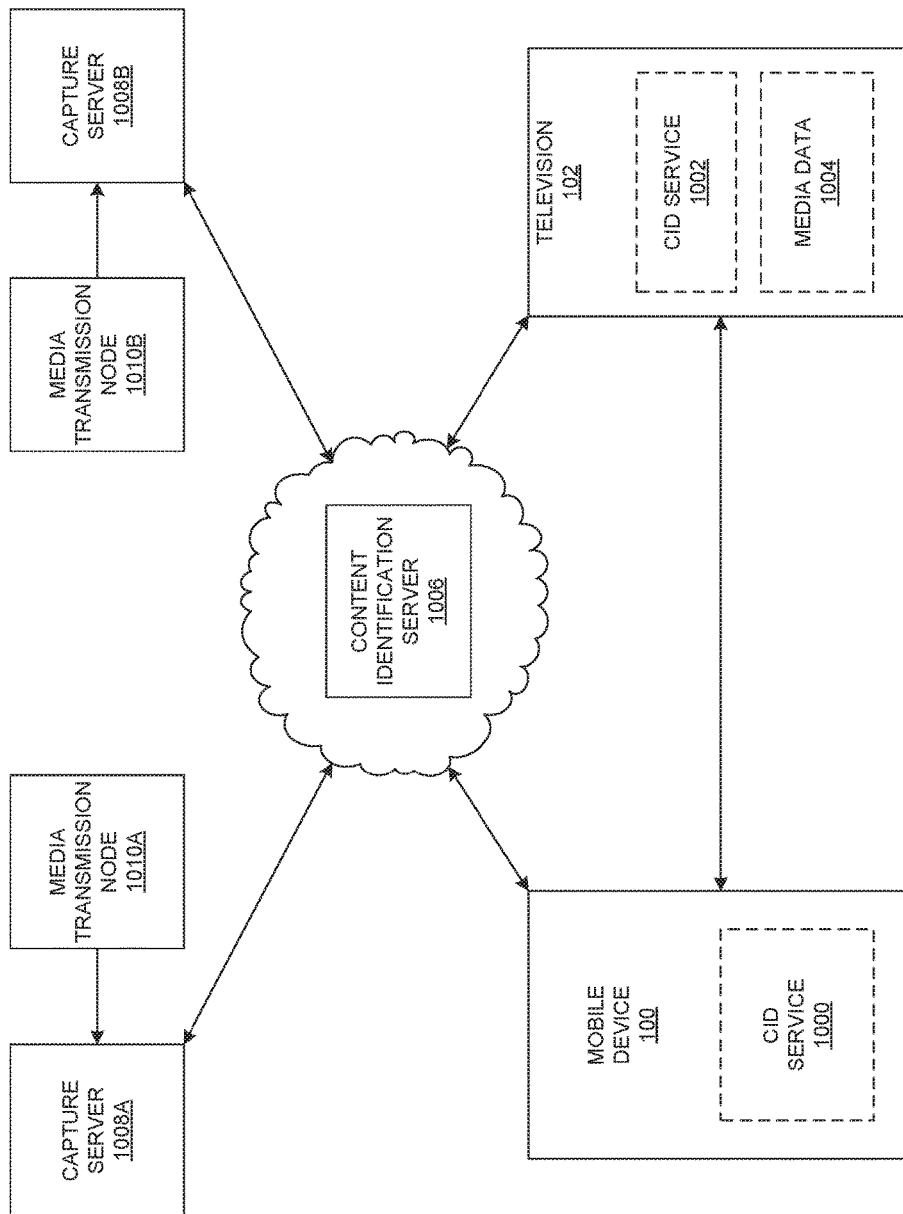 CAPTURE
SERVER
1008A
MEDIA
TRANSMISSION
NODE
1010A
MEDIA
TRANSMISSION
NODE
1010B
CAPTURE
SERVER
1008B
CONTENT
IDENTIFICATION
SERVER
1006
MOBILE
DEVICE
100
CID
SERVICE
1000
TELEVISION
102
CID SERVICE
1002
MEDIA DATA
1004